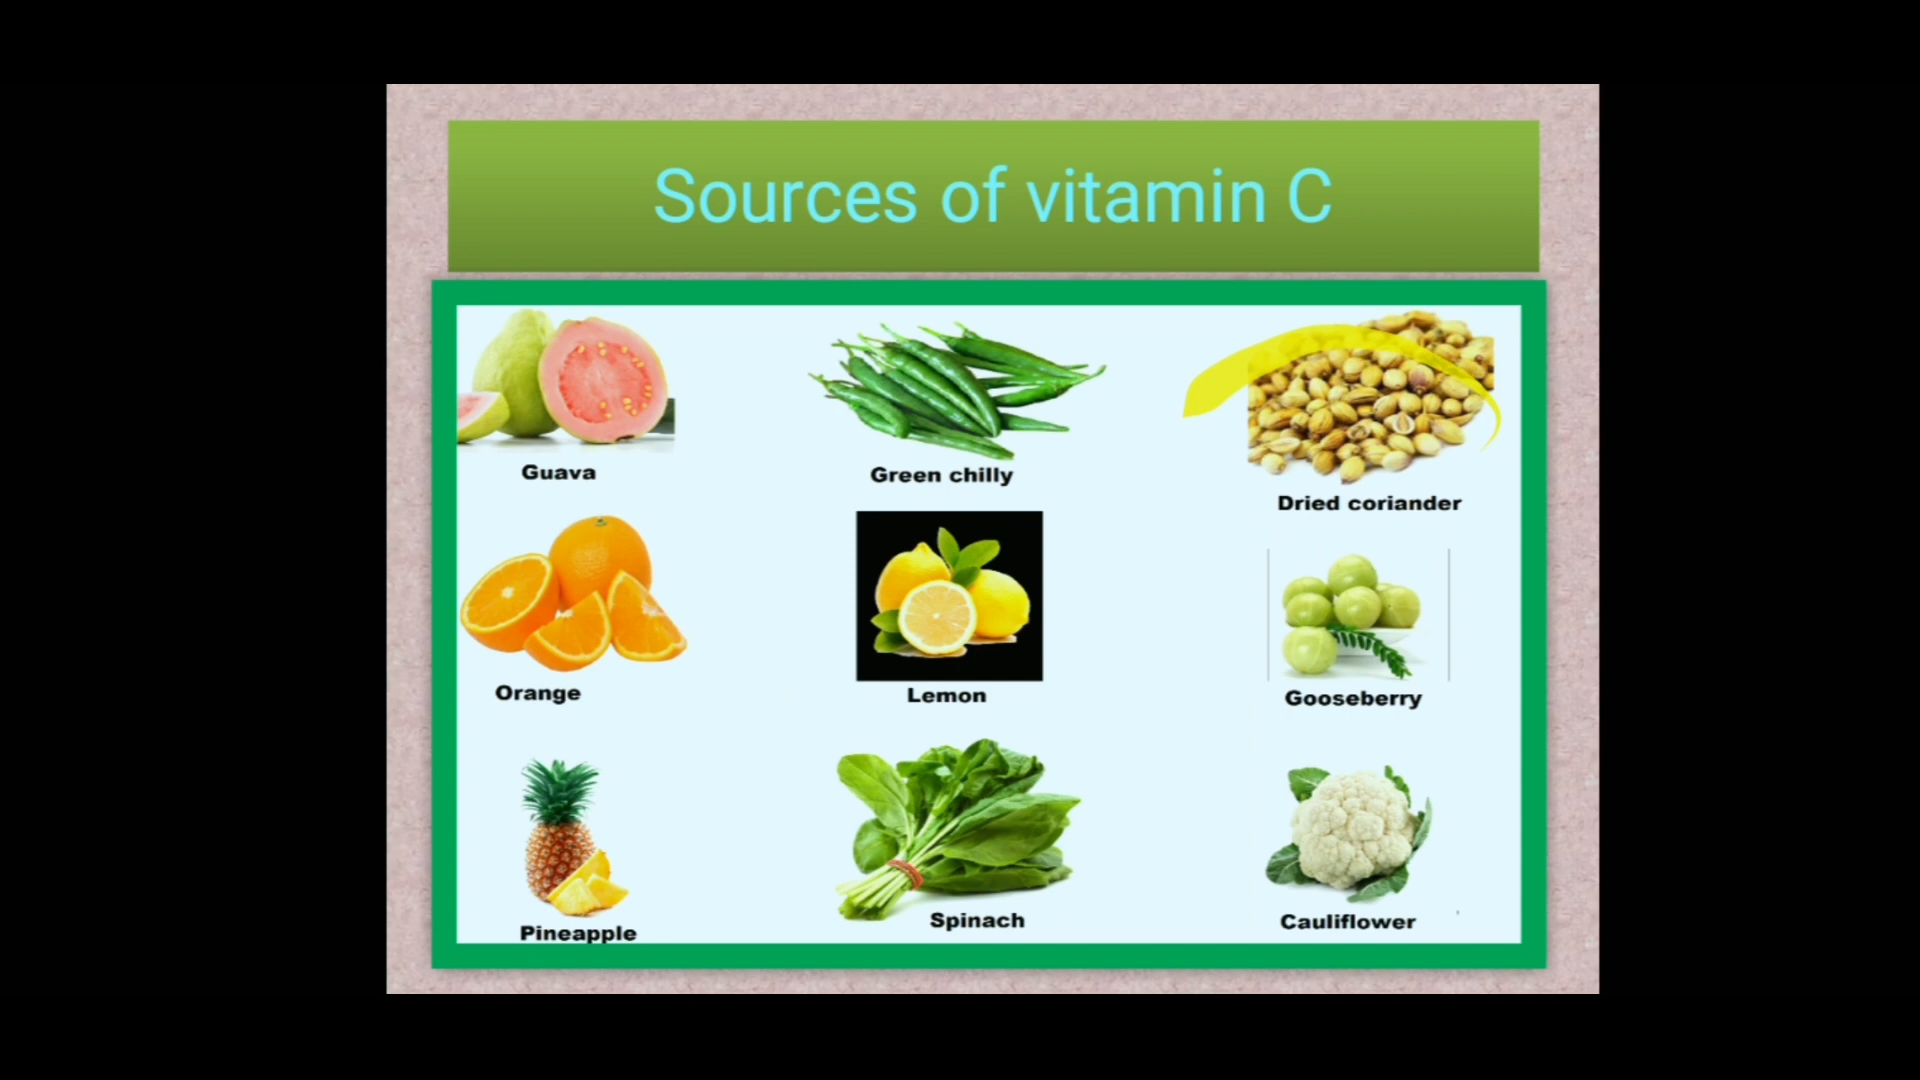 Sources of vitamin C
Guava
Green chilly
Dried coriander
Orange
Lemon
Gooseberry
Pineapple
Spinach
Cauliflower